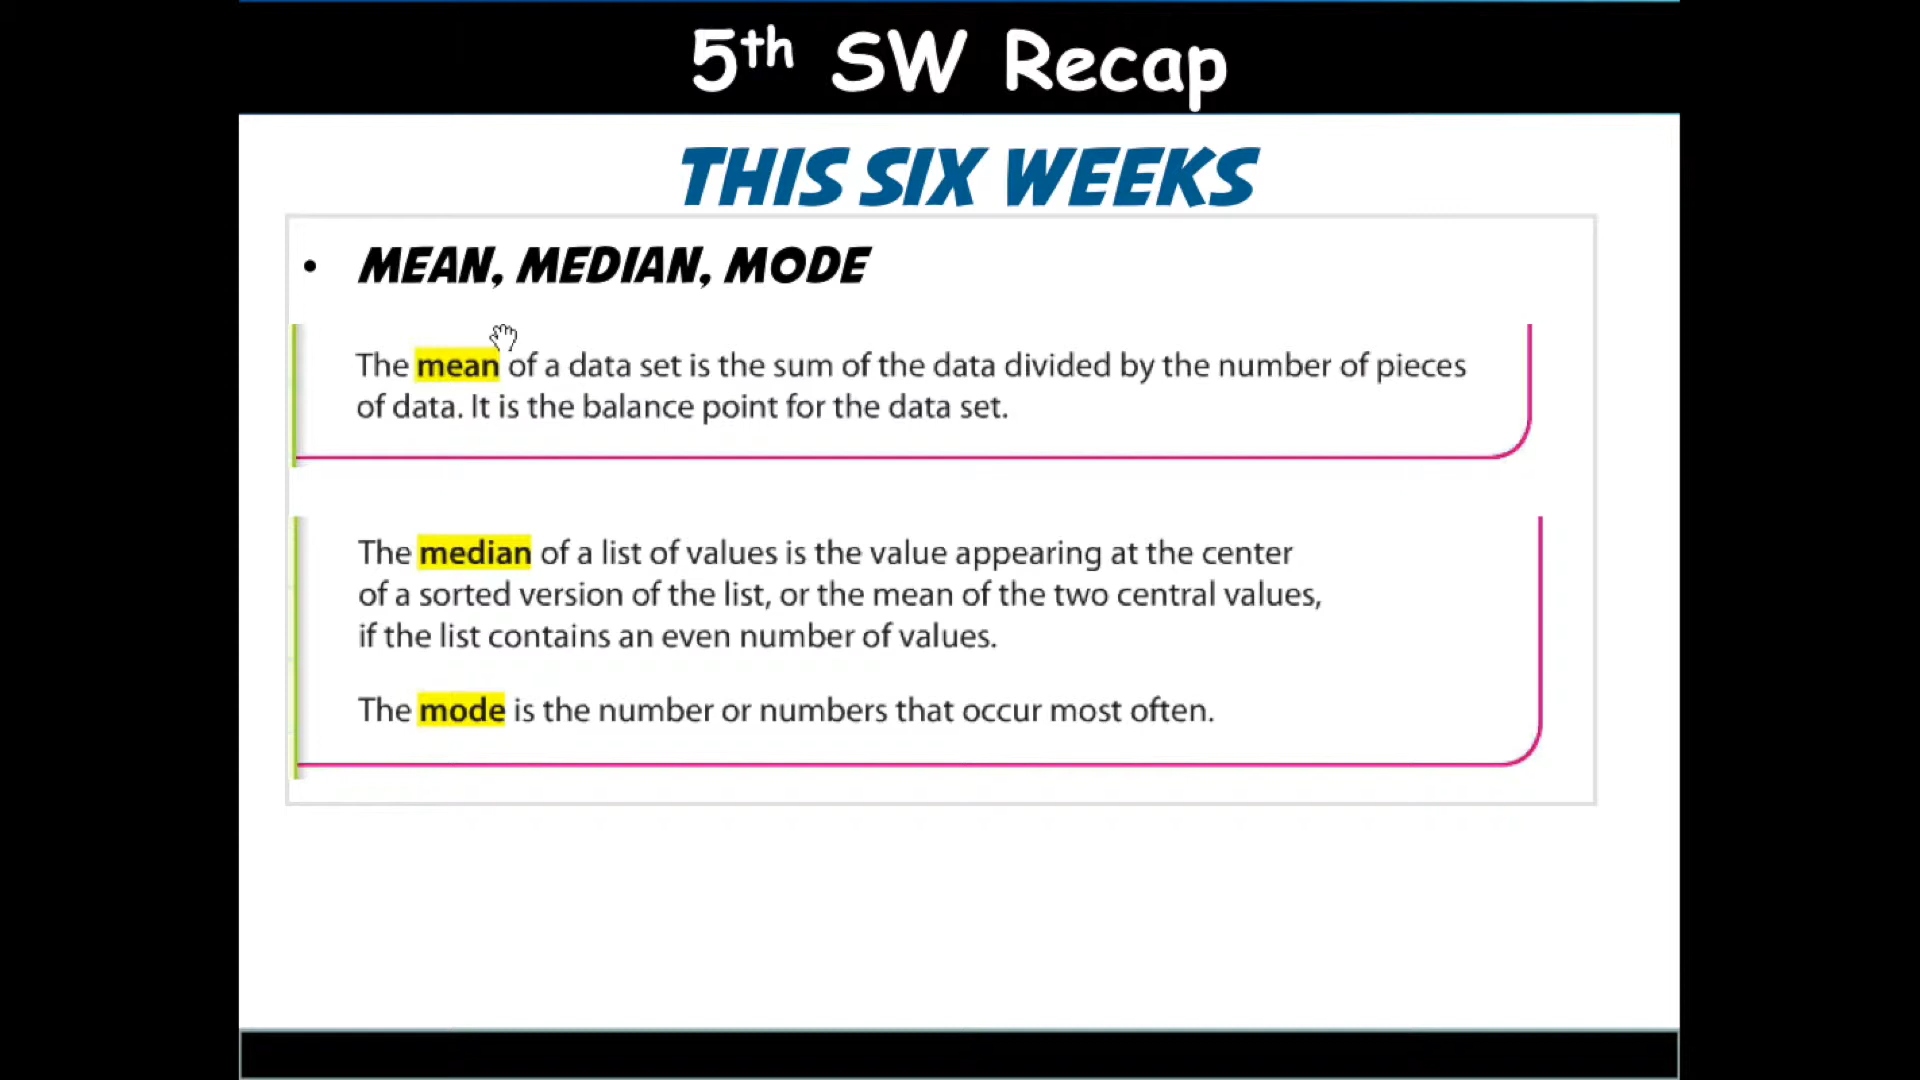 5th SW Recap
THIS SIX WEEKS
• MEAN, MEDIAN, MODE
The mean of a data set is the sum of the data divided by the number of pieces
of data. It is the balance point for the data set.
The median of a list of values is the value appearing at the center
of a sorted version of the list, or the mean of the two central values,
if the list contains an even number of values.
The mode is the number or numbers that occur most often.